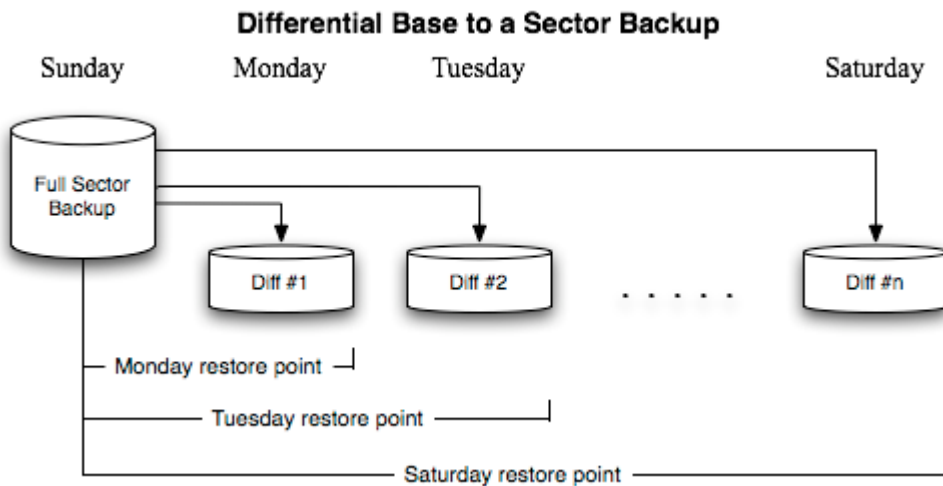 Differential Base to a Sector Backup
Sunday Monday Tuesday Saturday
Full Sector
Backup
Diff #1 Diff #2 . . . . . Diff #n
Monday restore point
Tuesday restore point
Saturday restore point